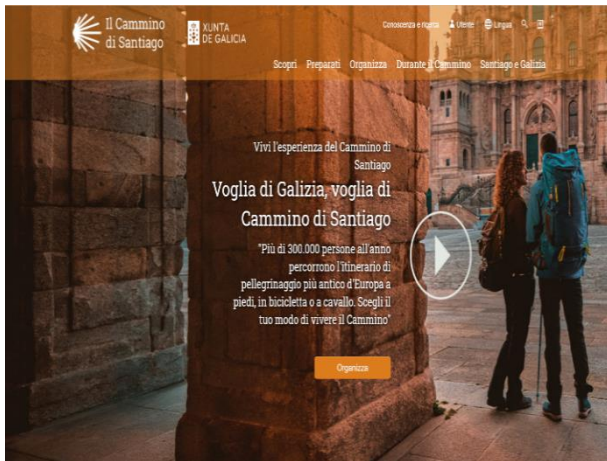 Il Cammino
di Santiago
XUNTA
DE GALICIA
Conoscenza e ricerca Utente Lingua
Scopri Preparati Organizza Durante il Cammino Santiago e Galizia
Vivi l'esperienza del Cammino di
Santiago
Voglia di Galizia, voglia di
Cammino di Santiago
"Più di 300.000 persone all'anno
percorrono l'itinerario di
pellegrinaggio più antico d'Europa a
piedi, in bicicletta o a cavallo. Scegli il
tuo modo di vivere il Cammino"
Organizza